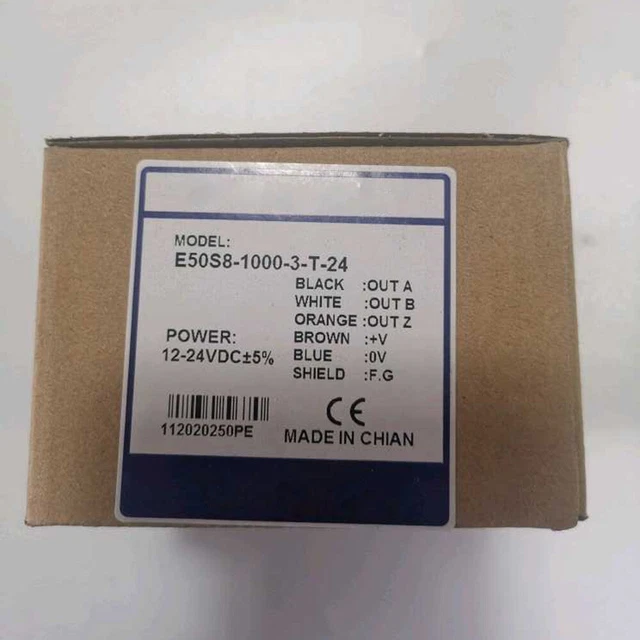 MODEL:
E50S8-1000-3-T-24
BLACK :OUT A
WHITE :OUT B
ORANGE :OUT Z
POWER: BROWN :+V
12-24VDC±5% BLUE :0V
SHIELD :F.G
CE
112020250PE MADE IN CHIAN